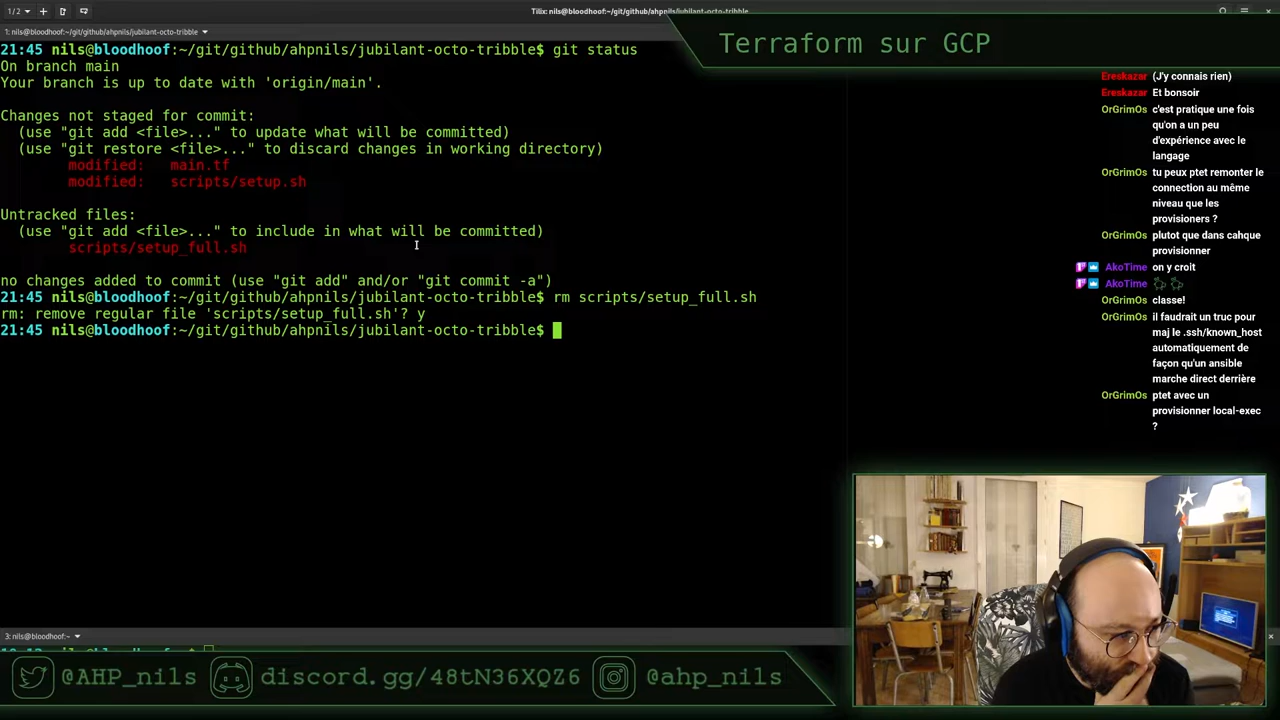 1 / 2
Tilix: nils@bloodhoof:~/git/github/ahpnils/jubilant-octo-tribble
1: nils@bloodhoof:~/git/github/ahpnils/jubilant-octo-tribble
Terraform sur GCP
21:45 nils@bloodhoof:~/git/github/ahpnils/jubilant-octo-tribble$ git status
On branch main
Your branch is up to date with 'origin/main'.
Changes not staged for commit:
(use "git add <file>..." to update what will be committed)
(use "git restore <file>..." to discard changes in working directory)
modified: main.tf
modified: scripts/setup.sh
Untracked files:
(use "git add <file>..." to include in what will be committed)
scripts/setup_full.sh
no changes added to commit (use "git add" and/or "git commit -a")
21:45 nils@bloodhoof:~/git/github/ahpnils/jubilant-octo-tribble$ rm scripts/setup_full.sh
rm: remove regular file 'scripts/setup_full.sh'? y
21:45 nils@bloodhoof:~/git/github/ahpnils/jubilant-octo-tribble$
Ereskazar (J'y connais rien)
Ereskazar Et bonsoir
OrGrimOs c'est pratique une fois
qu'on a un peu
d'expérience avec le
langage
OrGrimOs tu peux ptet remonter le
connection au même
niveau que les
provisioners ?
OrGrimOs plutot que dans cahque
provisionner
AkoTime on y croit
AkoTime
OrGrimOs classe!
OrGrimOs il faudrait un truc pour
maj le .ssh/known_host
automatiquement de
façon qu'un ansible
marche direct derrière
OrGrimOs ptet avec un
provisionner local-exec
?
3: nils@bloodhoof:~
@AHP_nils discord.gg/48tN36XQZ6 @ahp_nils